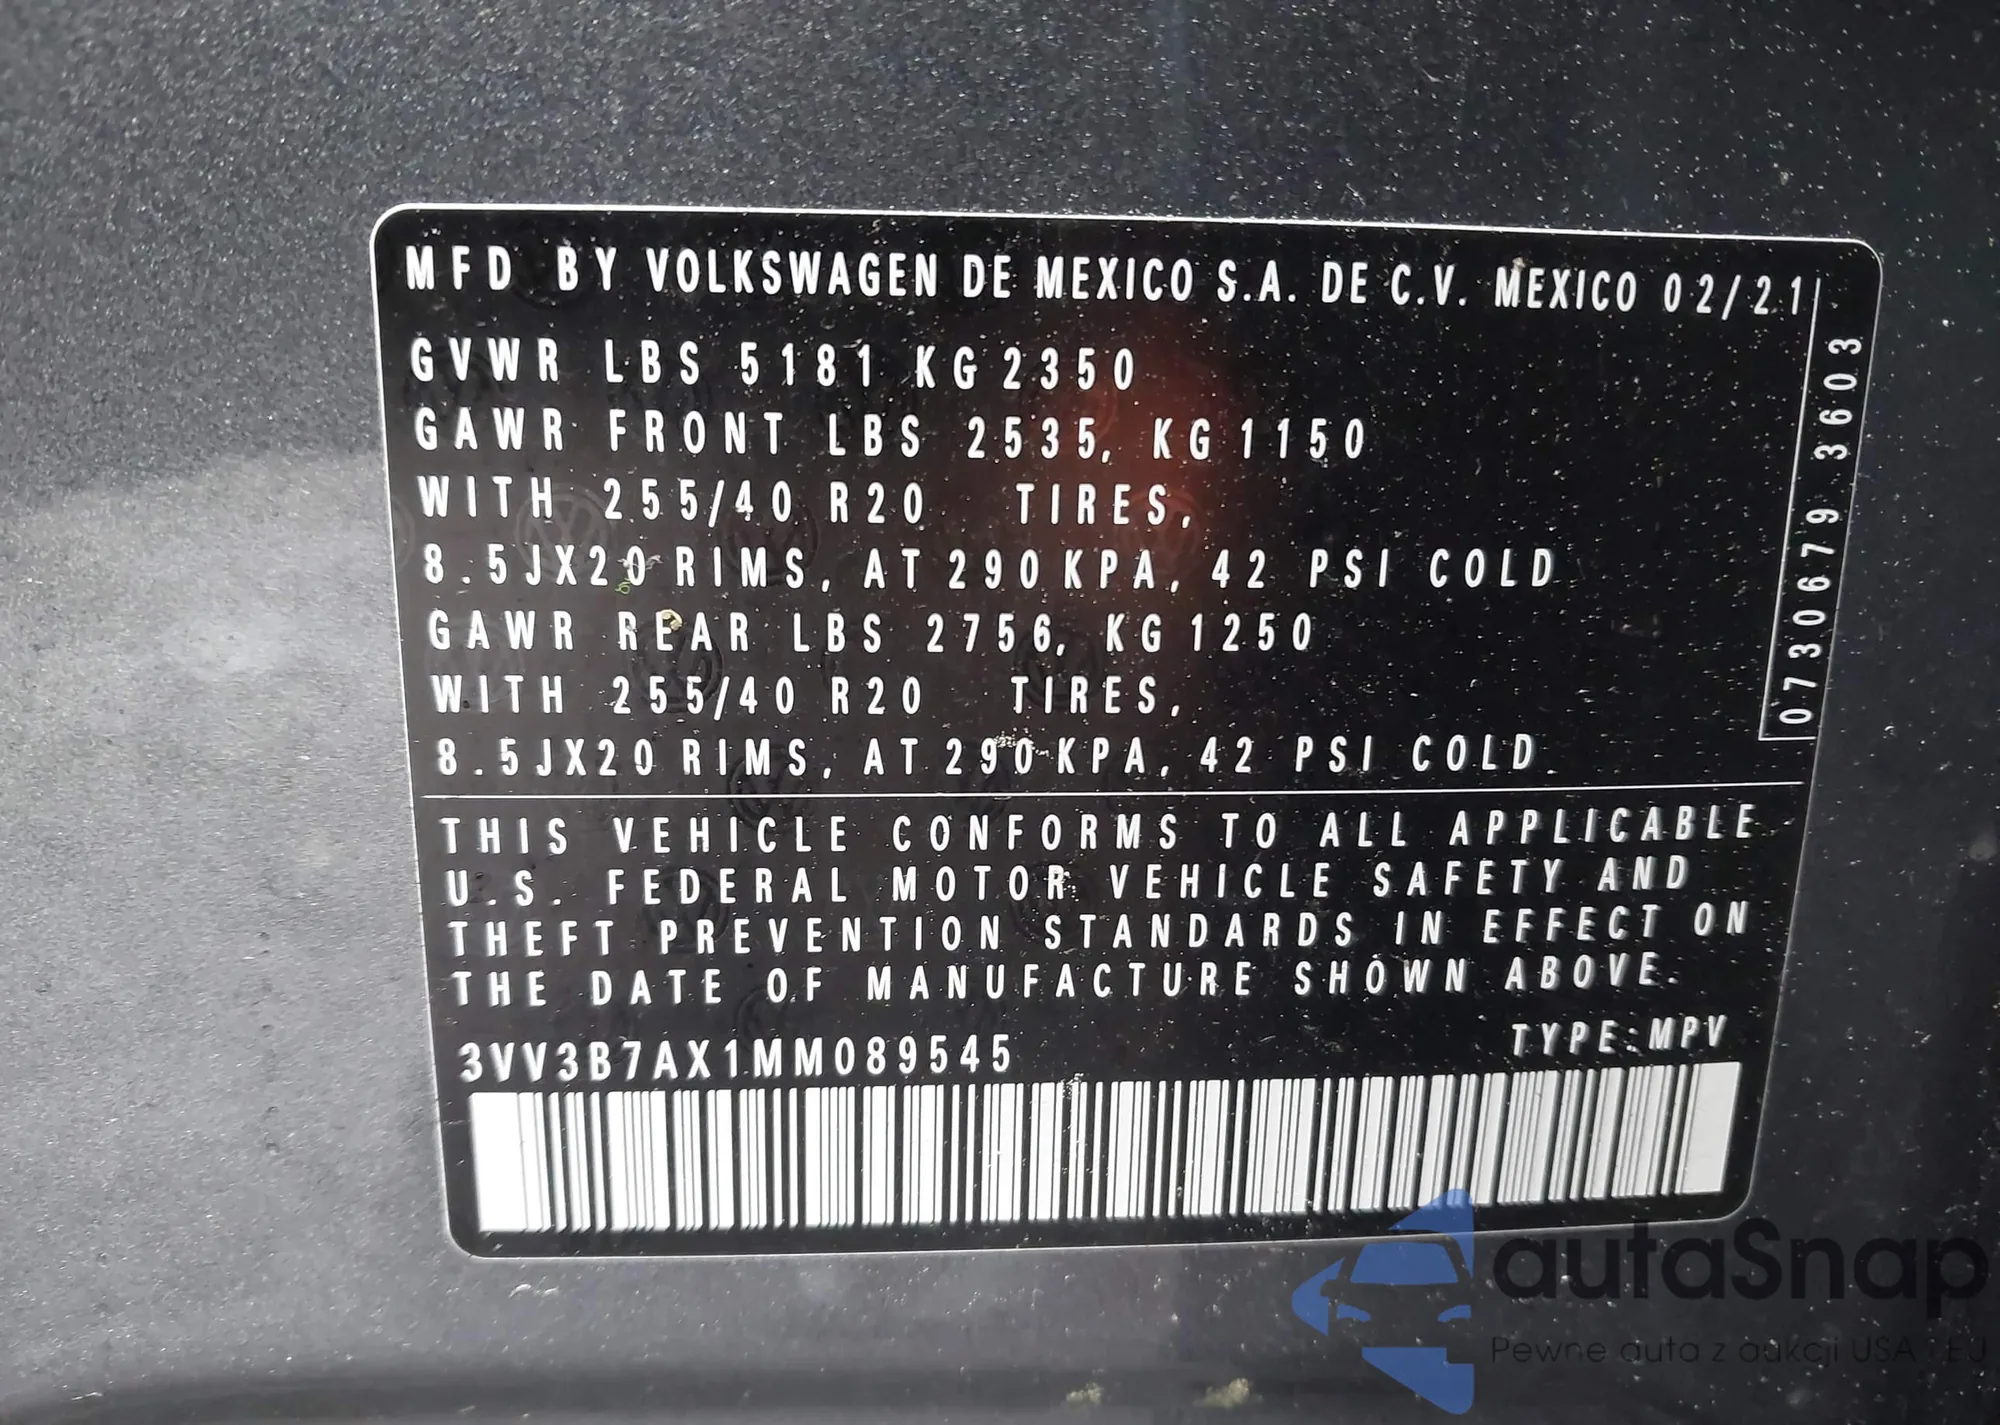 MFD BY VOLKSWAGEN DE MEXICO S.A. DE C.V. MEXICO 02/21
GVWR LBS 5181 KG 2350
GAWR FRONT LBS 2535, KG 1150
WITH 255/40 R20 TIRES,
8.5JX20 RIMS, AT 290 KPA, 42 PSI COLD
GAWR REAR LBS 2756, KG 1250
WITH 255/40 R20 TIRES,
8.5JX20 RIMS, AT 290 KPA, 42 PSI COLD
0730679 3603
THIS VEHICLE CONFORMS TO ALL APPLICABLE
U.S. FEDERAL MOTOR VEHICLE SAFETY AND
THEFT PREVENTION STANDARDS IN EFFECT ON
THE DATE OF MANUFACTURE SHOWN ABOVE.
TYPE:MPV
3VV3B7AX1MM089545
autaSnap
Pewne auta z aukcji USA i EU